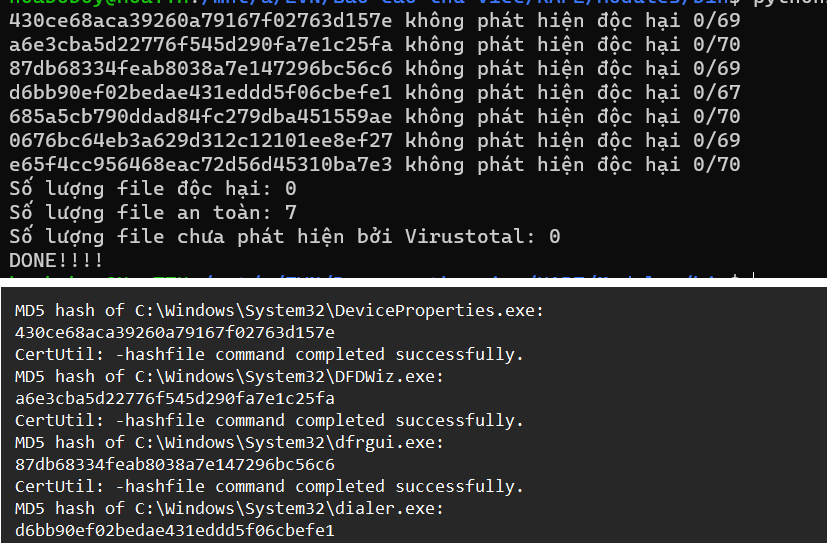 430ce68aca39260a79167f02763d157e không phát hiện độc hại 0/69
a6e3cba5d22776f545d290fa7e1c25fa không phát hiện độc hại 0/70
87db68334feab8038a7e147296bc56c6 không phát hiện độc hại 0/69
d6bb90ef02bedae431eddd5f06cbefe1 không phát hiện độc hại 0/67
685a5cb790ddad84fc279dba451559ae không phát hiện độc hại 0/70
0676bc64eb3a629d312c12101ee8ef27 không phát hiện độc hại 0/69
e65f4cc956468eac72d56d45310ba7e3 không phát hiện độc hại 0/70
Số lượng file độc hại: 0
Số lượng file an toàn: 7
Số lượng file chưa phát hiện bởi Virustotal: 0
DONE!!!!
MD5 hash of C:\Windows\System32\DeviceProperties.exe:
430ce68aca39260a79167f02763d157e
CertUtil: -hashfile command completed successfully.
MD5 hash of C:\Windows\System32\DFDWiz.exe:
a6e3cba5d22776f545d290fa7e1c25fa
CertUtil: -hashfile command completed successfully.
MD5 hash of C:\Windows\System32\dfrgui.exe:
87db68334feab8038a7e147296bc56c6
CertUtil: -hashfile command completed successfully.
MD5 hash of C:\Windows\System32\dialer.exe:
d6bb90ef02bedae431eddd5f06cbefe1